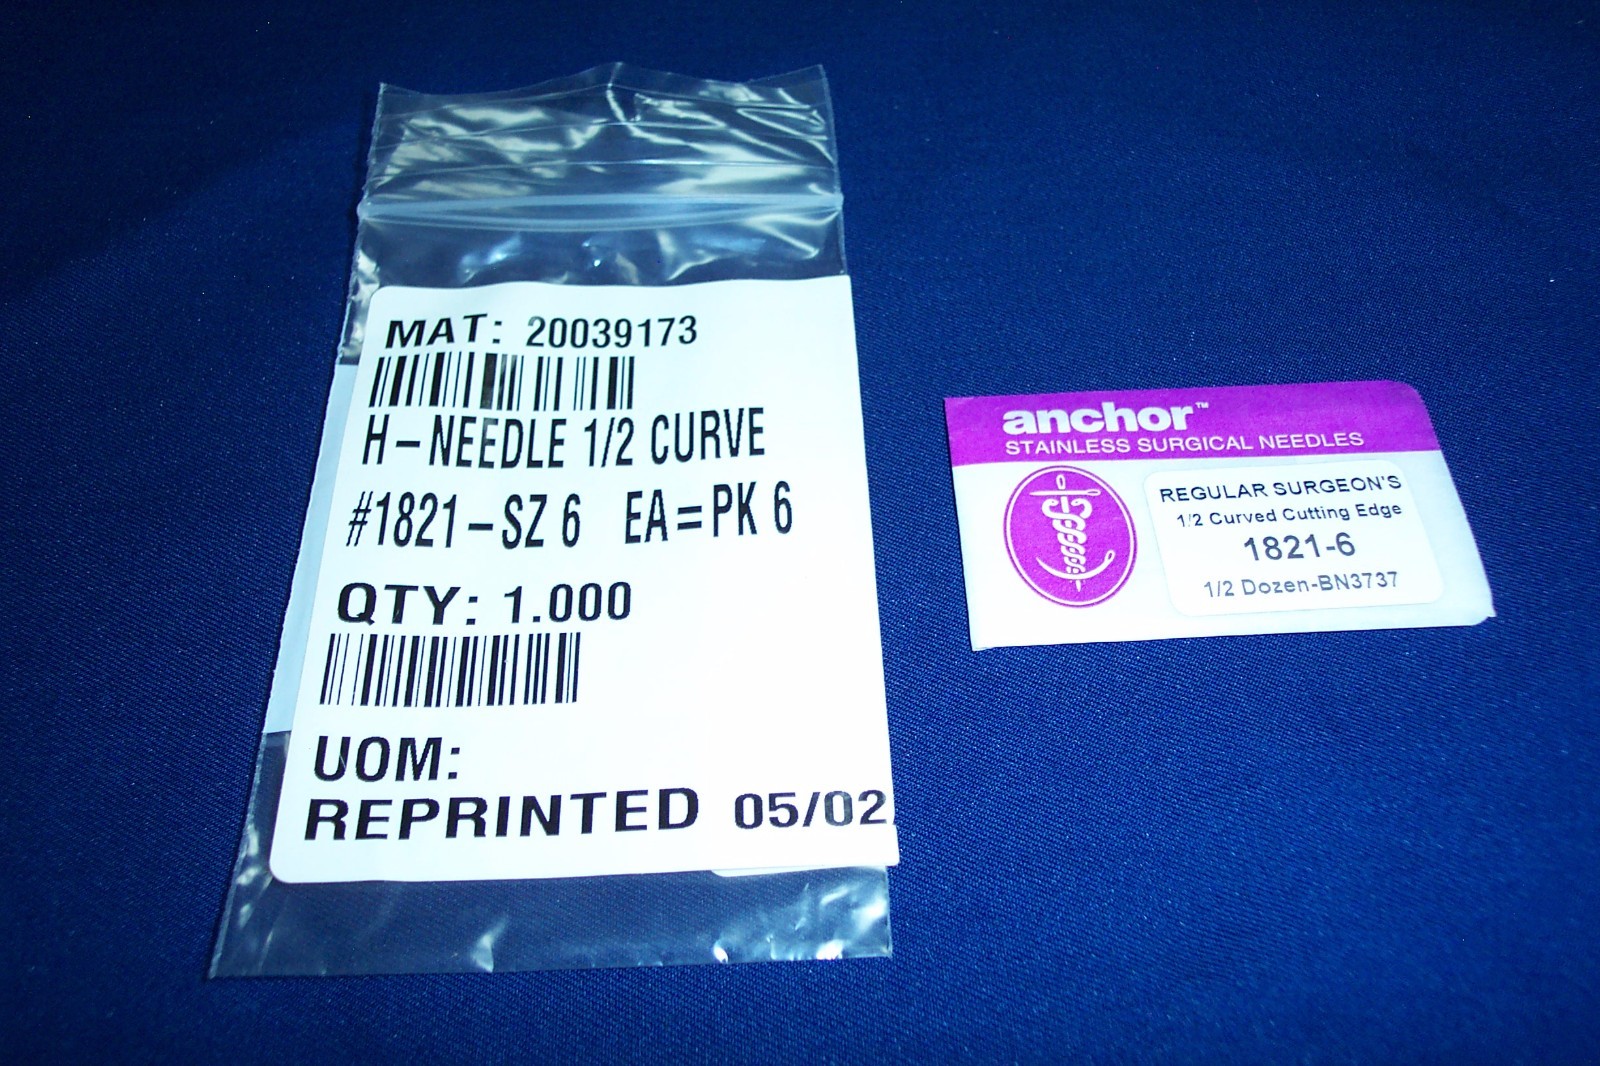 MAT: 20039173
H-NEEDLE 1/2 CURVE
#1821-SZ 6 EA=PK 6
QTY: 1.000
UOM:
REPRINTED 05/02
anchor™
STAINLESS SURGICAL NEEDLES
REGULAR SURGEON'S
1/2 Curved Cutting Edge
1821-6
1/2 Dozen-BN3737